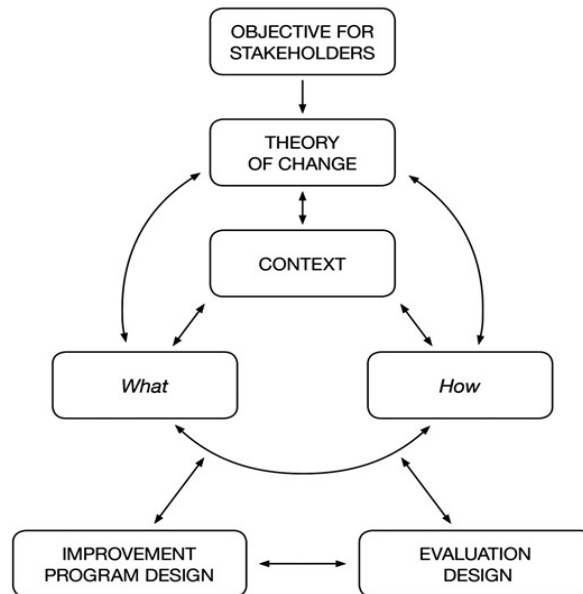 OBJECTIVE FOR
STAKEHOLDERS
THEORY
OF CHANGE
CONTEXT
What
How
IMPROVEMENT
PROGRAM DESIGN
EVALUATION
DESIGN